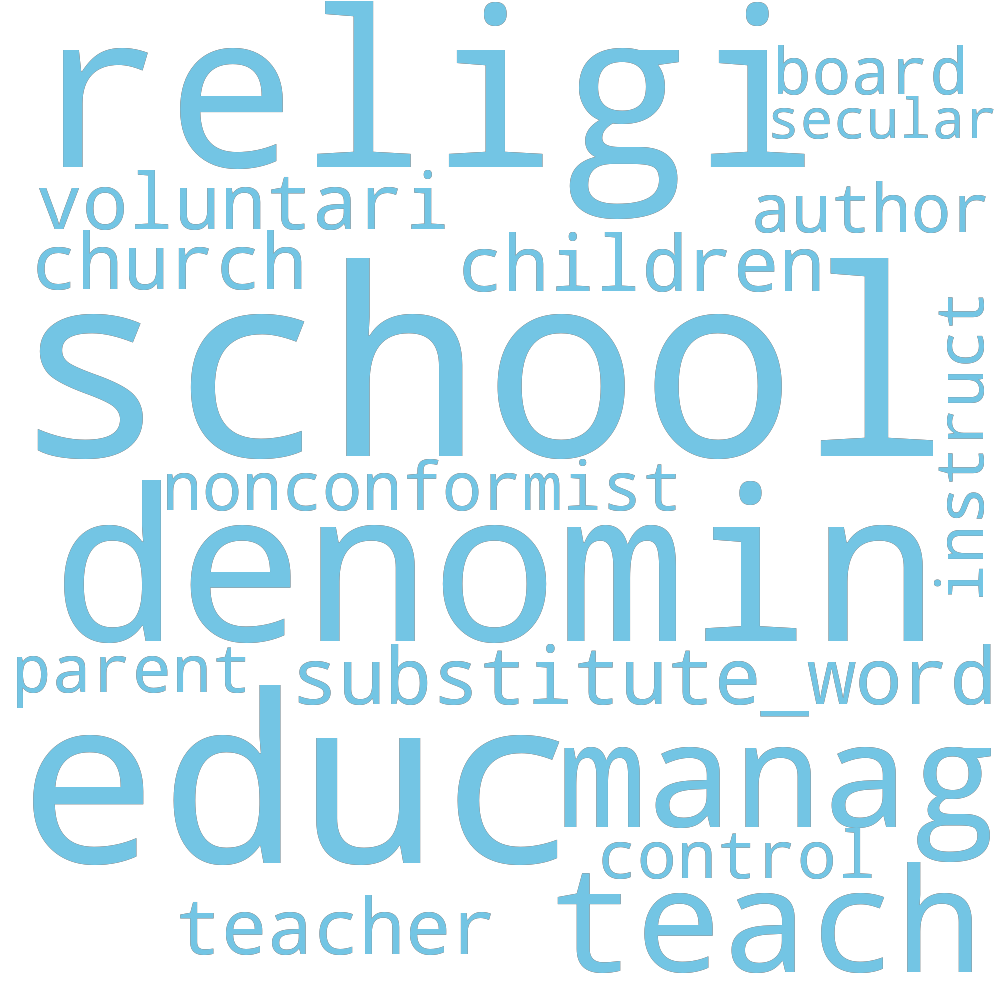 religi
board
secular
voluntari
author
church
children
school
instruct
nonconformist
denomin
parent
substitute_word
educ
manag
control
teach
teacher